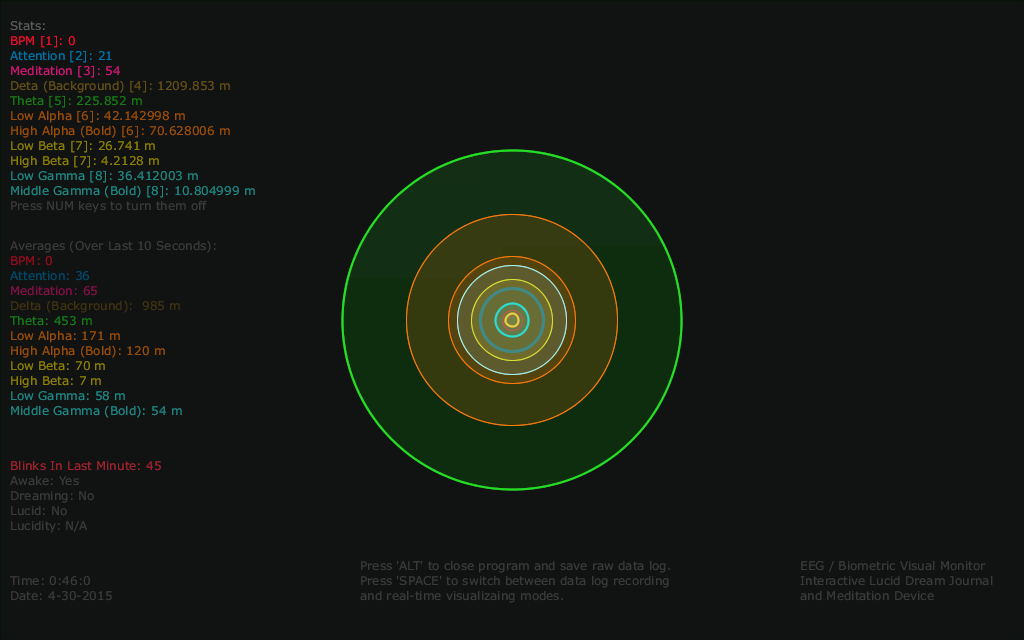 Stats:
BPM [1]: 0
Attention [2]: 21
Meditation [3]: 54
Deta (Background) [4]: 1209.853 m
Theta [5]: 225.852 m
Low Alpha [6]: 42.142998 m
High Alpha (Bold) [6]: 70.628006 m
Low Beta [7]: 26.741 m
High Beta [7]: 4.2128 m
Low Gamma [8]: 36.412003 m
Middle Gamma (Bold) [8]: 10.804999 m
Press NUM keys to turn them off
Averages (Over Last 10 Seconds):
BPM: 0
Attention: 36
Meditation: 65
Delta (Background):  985 m
Theta: 453 m
Low Alpha: 171 m
High Alpha (Bold): 120 m
Low Beta: 70 m
High Beta: 7 m
Low Gamma: 58 m
Middle Gamma (Bold): 54 m
Blinks In Last Minute: 45
Awake: Yes
Dreaming: No
Lucid: No
Lucidity: N/A
Time: 0:46:0
Date: 4-30-2015
Press 'ALT' to close program and save raw data log.
Press 'SPACE' to switch between data log recording
and real-time visualizaing modes.
EEG / Biometric Visual Monitor
Interactive Lucid Dream Journal
and Meditation Device